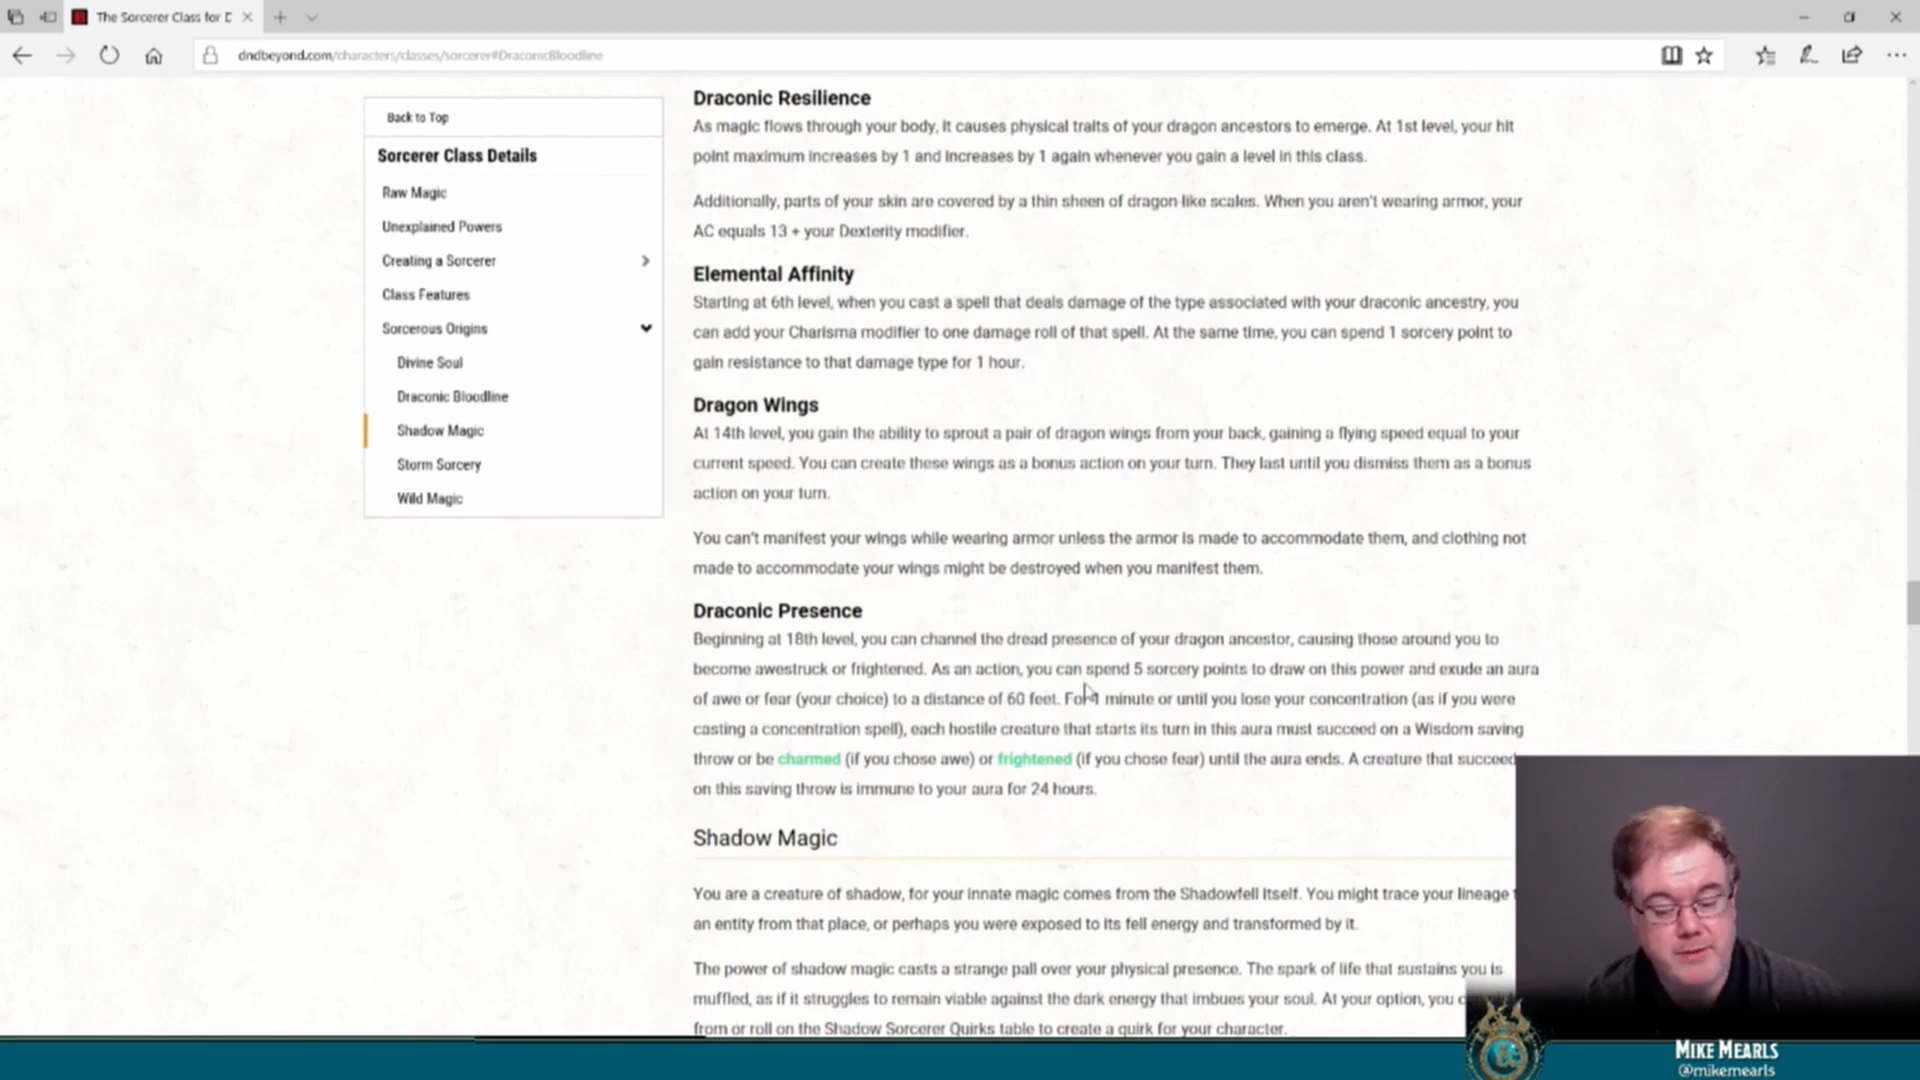 The Sorcerer Class for D
dndbeyond.com/characters/classes/sorcerer#DraconicBloodline
Back to Top
Sorcerer Class Details
Raw Magic
Unexplained Powers
Creating a Sorcerer
Class Features
Sorcerous Origins
Divine Soul
Draconic Bloodline
Shadow Magic
Storm Sorcery
Wild Magic
Draconic Resilience
As magic flows through your body, it causes physical traits of your dragon ancestors to emerge. At 1st level, your hit
point maximum increases by 1 and increases by 1 again whenever you gain a level in this class.
Additionally, parts of your skin are covered by a thin sheen of dragon-like scales. When you aren't wearing armor, your
AC equals 13 + your Dexterity modifier.
Elemental Affinity
Starting at 6th level, when you cast a spell that deals damage of the type associated with your draconic ancestry, you
can add your Charisma modifier to one damage roll of that spell. At the same time, you can spend 1 sorcery point to
gain resistance to that damage type for 1 hour.
Dragon Wings
At 14th level, you gain the ability to sprout a pair of dragon wings from your back, gaining a flying speed equal to your
current speed. You can create these wings as a bonus action on your turn. They last until you dismiss them as a bonus
action on your turn.
You can't manifest your wings while wearing armor unless the armor is made to accommodate them, and clothing not
made to accommodate your wings might be destroyed when you manifest them.
Draconic Presence
Beginning at 18th level, you can channel the dread presence of your dragon ancestor, causing those around you to
become awestruck or frightened. As an action, you can spend 5 sorcery points to draw on this power and exude an aura
of awe or fear (your choice) to a distance of 60 feet. For 1 minute or until you lose your concentration (as if you were
casting a concentration spell), each hostile creature that starts its turn in this aura must succeed on a Wisdom saving
throw or be charmed (if you chose awe) or frightened (if you chose fear) until the aura ends. A creature that succeed
on this saving throw is immune to your aura for 24 hours.
Shadow Magic
You are a creature of shadow, for your innate magic comes from the Shadowfell itself. You might trace your lineage
an entity from that place, or perhaps you were exposed to its fell energy and transformed by it.
The power of shadow magic casts a strange pall over your physical presence. The spark of life that sustains you is
muffled, as if it struggles to remain viable against the dark energy that imbues your soul. At your option, you
from or roll on the Shadow Sorcerer Quirks table to create a quirk for your character.
MIKE MEARLS
@mikemearls